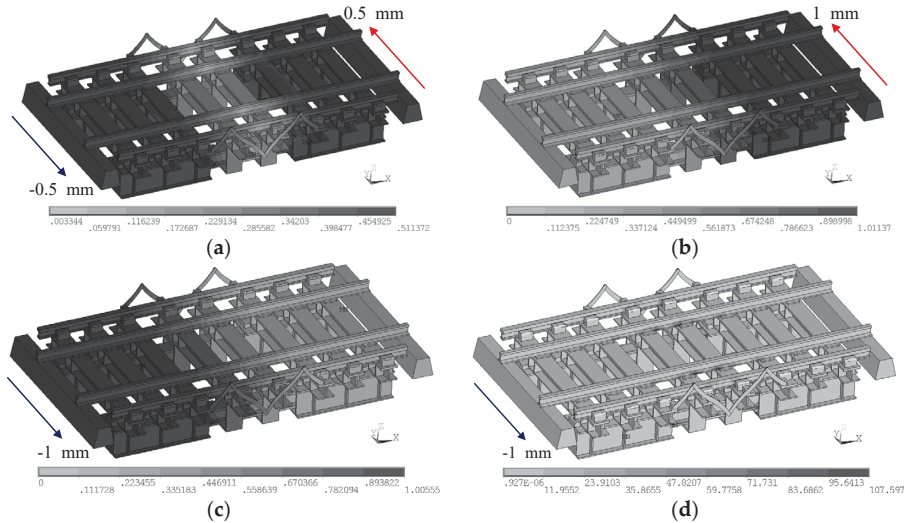 0.5 mm
-0.5 mm
Z
Y X
.003344 .116239 .229134 .34203 .454925
.059791 .172687 .285582 .398477 .511372
(a)
1 mm
Z
Y X
0 .224749 .449499 .674248 .898998
.112375 .337124 .561873 .786623 1.01137
(b)
-1 mm
Z
Y X
0 .223455 .446911 .670366 .893822
.111728 .335183 .558639 .782094 1.00555
(c)
-1 mm
Z
Y X
.927E-06 23.9103 47.8207 71.731 95.6413
11.9552 35.8655 59.7758 83.6862 107.597
(d)